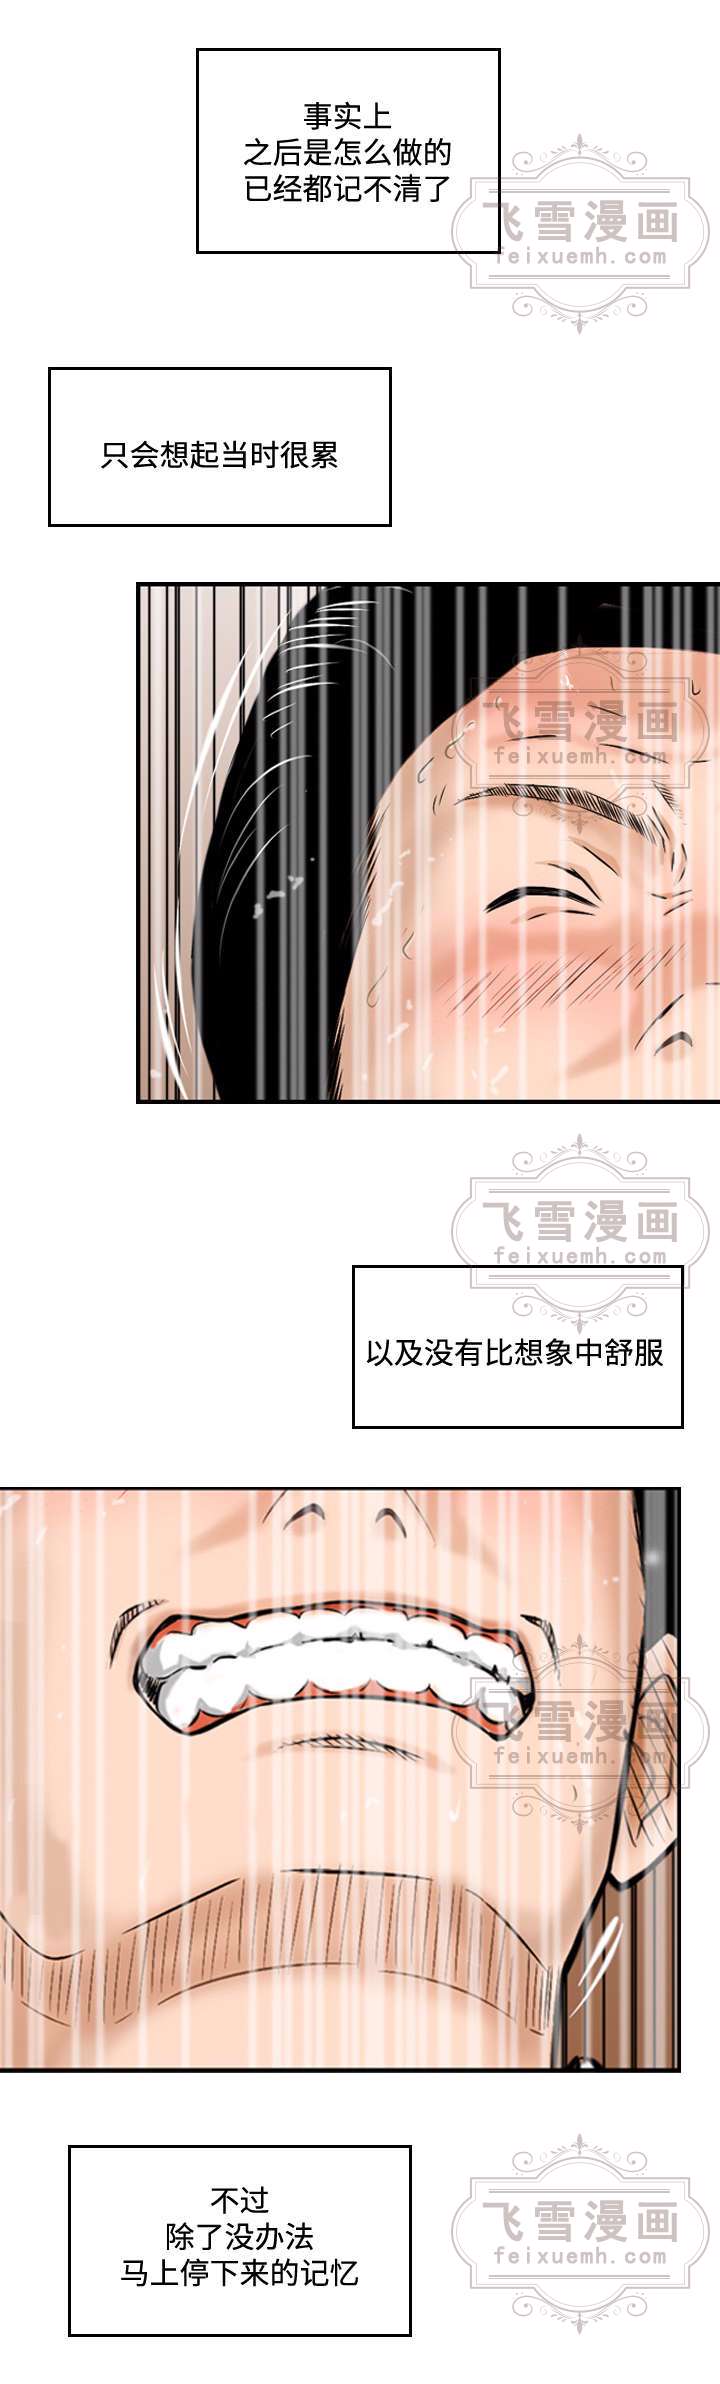 事实上
之后是怎么做的
已经都记不清了
飞雪漫画
feixuemh.com
只会想起当时很累
飞雪漫画
feixuemh.com
飞雪漫画
feixuemh.com
以及没有比想象中舒服
飞雪漫画
feixuemh.com
不过
除了没办法
马上停下来的记忆
飞雪漫画
feixuemh.com